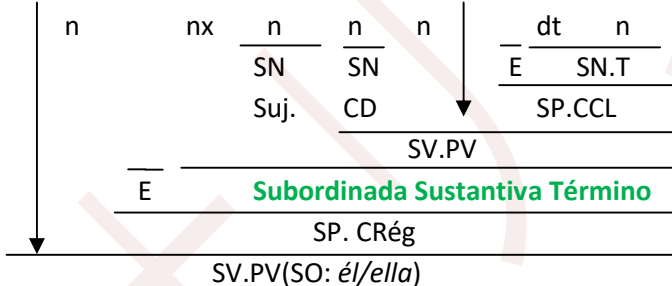 n nx n n n dt n
SN SN E SN.T
Suj. CD SP.CCL
SV.PV
E Subordinada Sustantiva Término
SP. CRég
SV.PV(SO: él/ella)